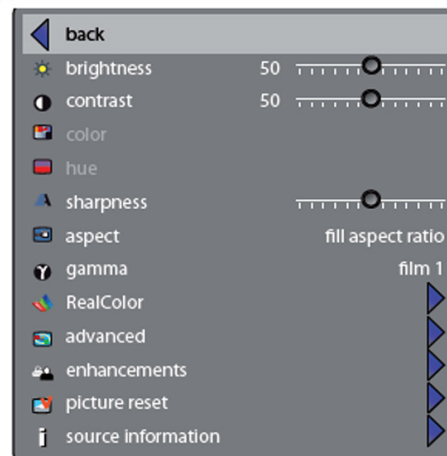 back
brightness 50
contrast 50
color
hue
sharpness
aspect fill aspect ratio
gamma film 1
RealColor
advanced
enhancements
picture reset
source information